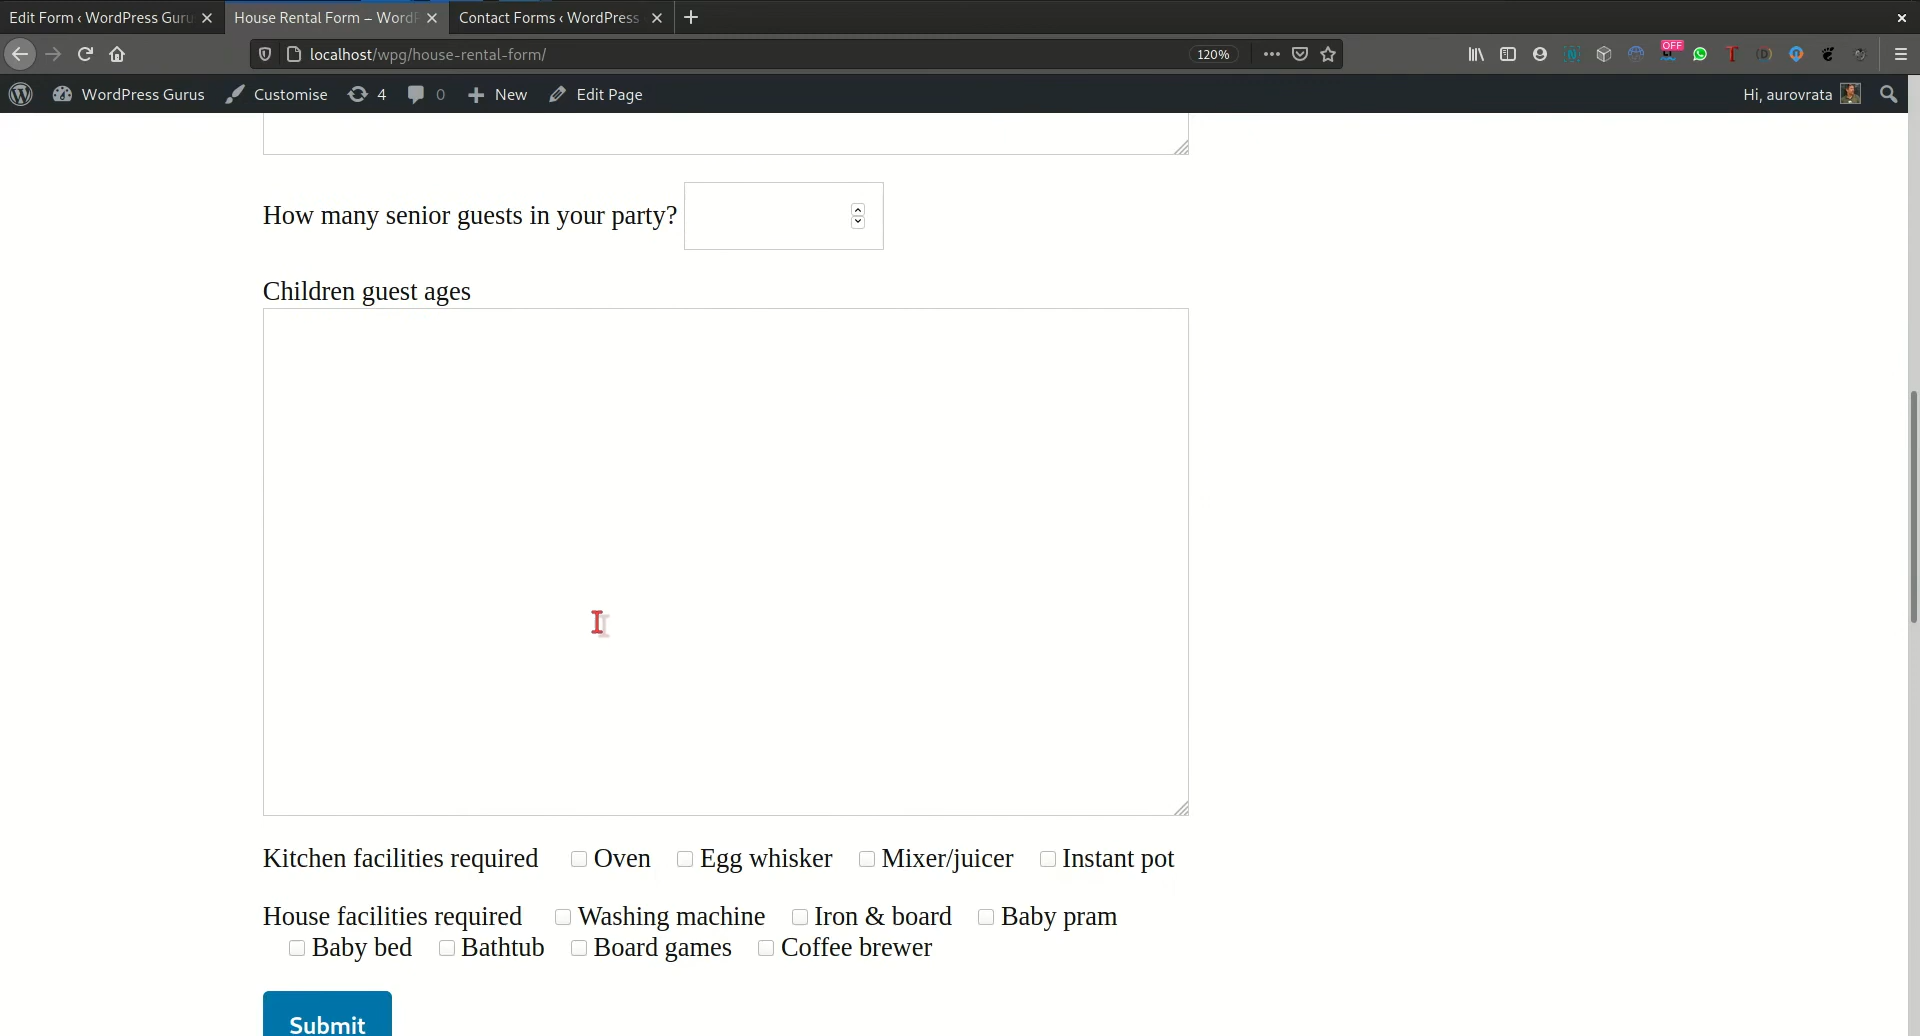 Edit Form ‹ WordPress Guru
House Rental Form – Word
Contact Forms ‹ WordPress
localhost/wpg/house-rental-form/
120%
OFF
WordPress Gurus
Customise
4
0
New
Edit Page
Hi, aurovrata
How many senior guests in your party?
Children guest ages
Kitchen facilities required Oven Egg whisker Mixer/juicer Instant pot
House facilities required Washing machine Iron & board Baby pram
Baby bed Bathtub Board games Coffee brewer
Submit